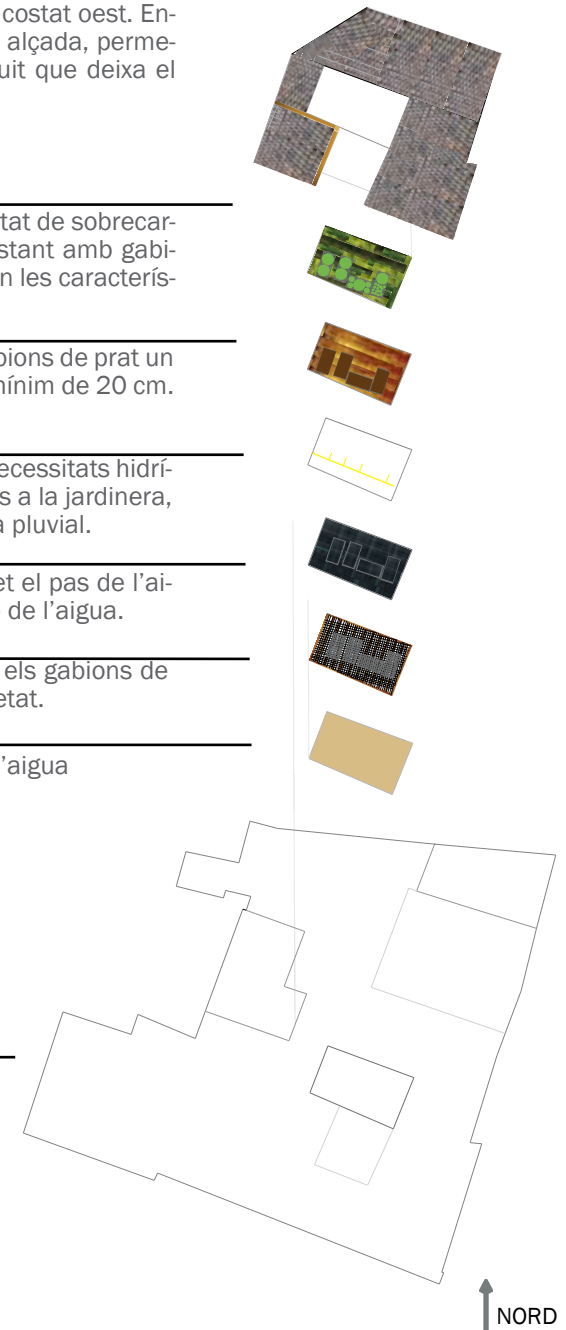 costat oest. En-
alçada, perme-
uit que deixa el
tat de sobrecar-
stant amb gabi-
n les caracterís-
bions de prat un
nínim de 20 cm.
ecessitats hidrí-
s a la jardinera,
a pluvial.
et el pas de l’ai-
de l’aigua.
els gabions de
etat.
l’aigua
NORD